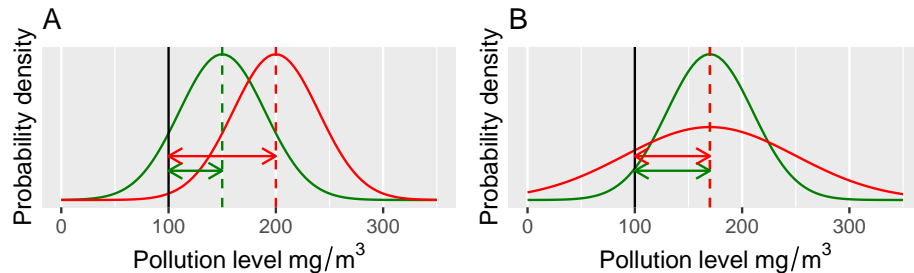 A
Probability density
0 100 200 300
Pollution level mg/m³
B
Probability density
0 100 200 300
Pollution level mg/m³